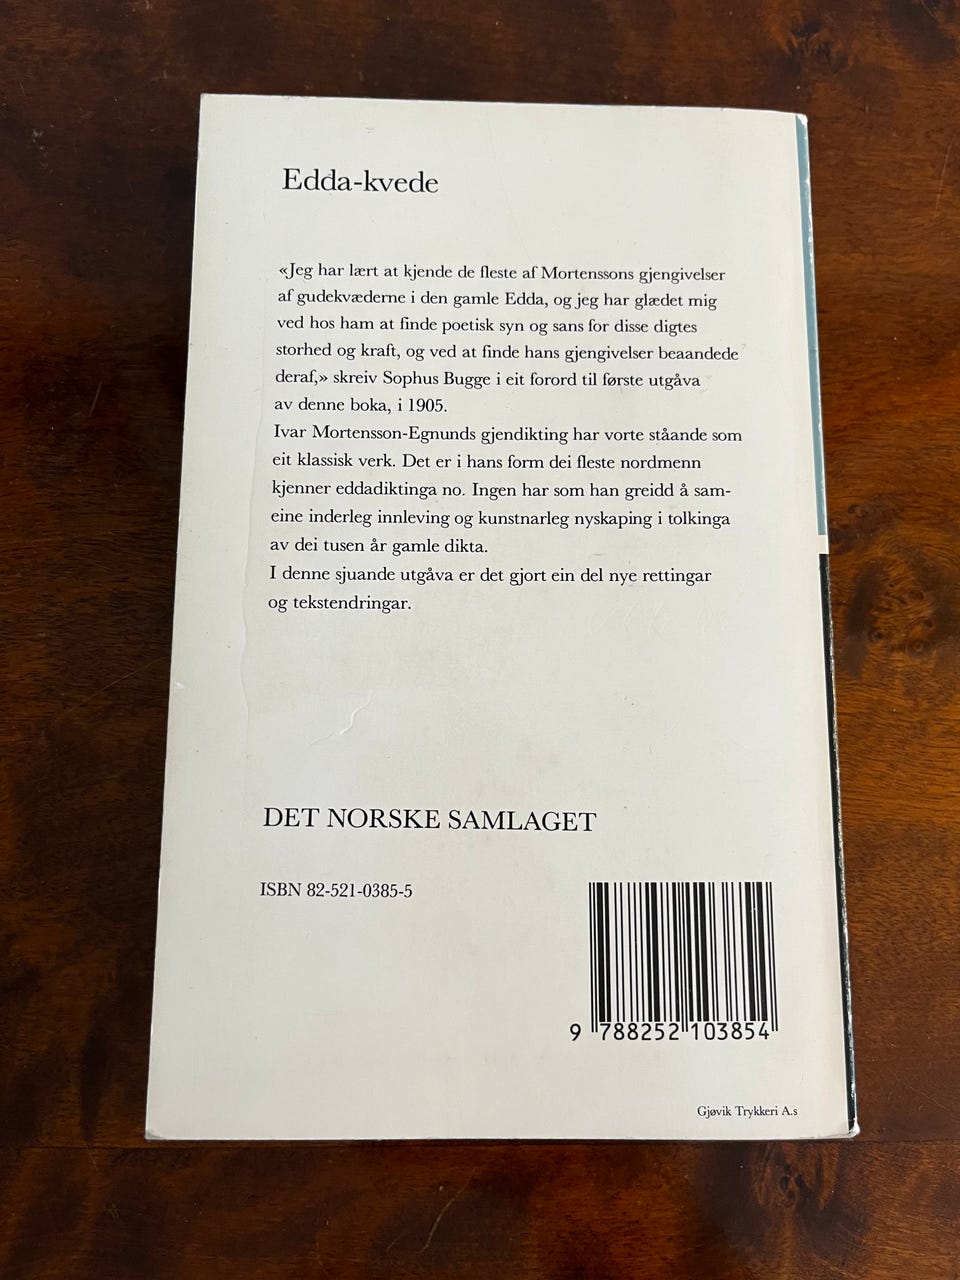 Edda-kvede
«Jeg har lært at kjende de fleste af Mortenssons gjengivelser
af gudekvæderne i den gamle Edda, og jeg har glædet mig
ved hos ham at finde poetisk syn og sans for disse digtes
storhed og kraft, og ved at finde hans gjengivelser beaandede
deraf,» skreiv Sophus Bugge i eit forord til første utgåva
av denne boka, i 1905.
Ivar Mortensson-Egnunds gjendikting har vorte ståande som
eit klassisk verk. Det er i hans form dei fleste nordmenn
kjenner eddadiktinga no. Ingen har som han greidd å sam-
eine inderleg innleving og kunstnarleg nyskaping i tolkinga
av dei tusen år gamle dikta.
I denne sjuande utgåva er det gjort ein del nye rettingar
og tekstendringar.
DET NORSKE SAMLAGET
ISBN 82-521-0385-5
9 788252 103854
Gjøvik Trykkeri A.s